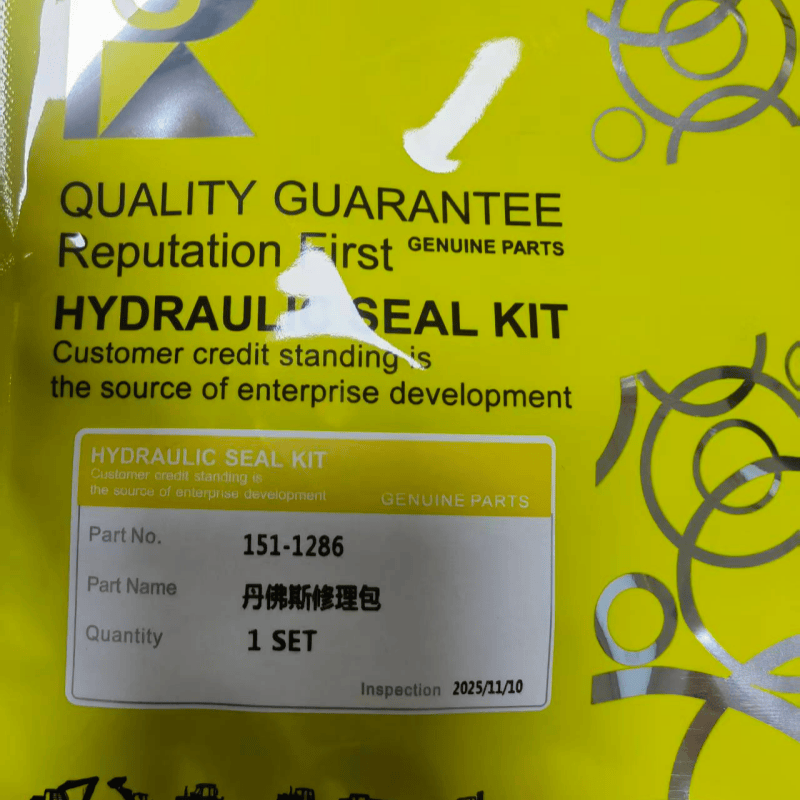 QUALITY GUARANTEE
Reputation First GENUINE PARTS
HYDRAULIC SEAL KIT
Customer credit standing is
the source of enterprise development
HYDRAULIC SEAL KIT
Customer credit standing is
the source of enterprise development GENUINE PARTS
Part No. 151-1286
Part Name 丹佛斯修理包
Quantity 1 SET
Inspection 2025/11/10